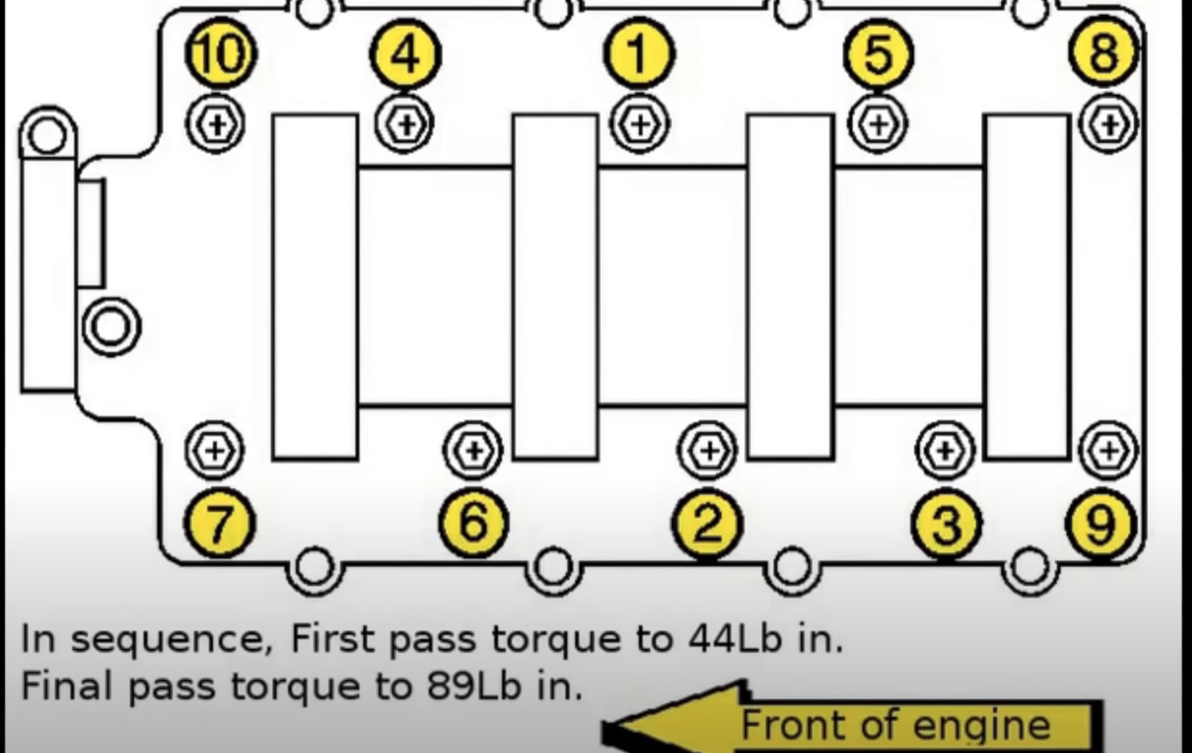 10 4 1 5 8
7 6 2 3 9
In sequence, First pass torque to 44Lb in.
Final pass torque to 89Lb in.
Front of engine